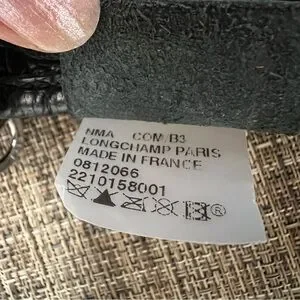 NMA COM/B3
LONGCHAMP PARIS
MADE IN FRANCE
0812066
2210158001
®